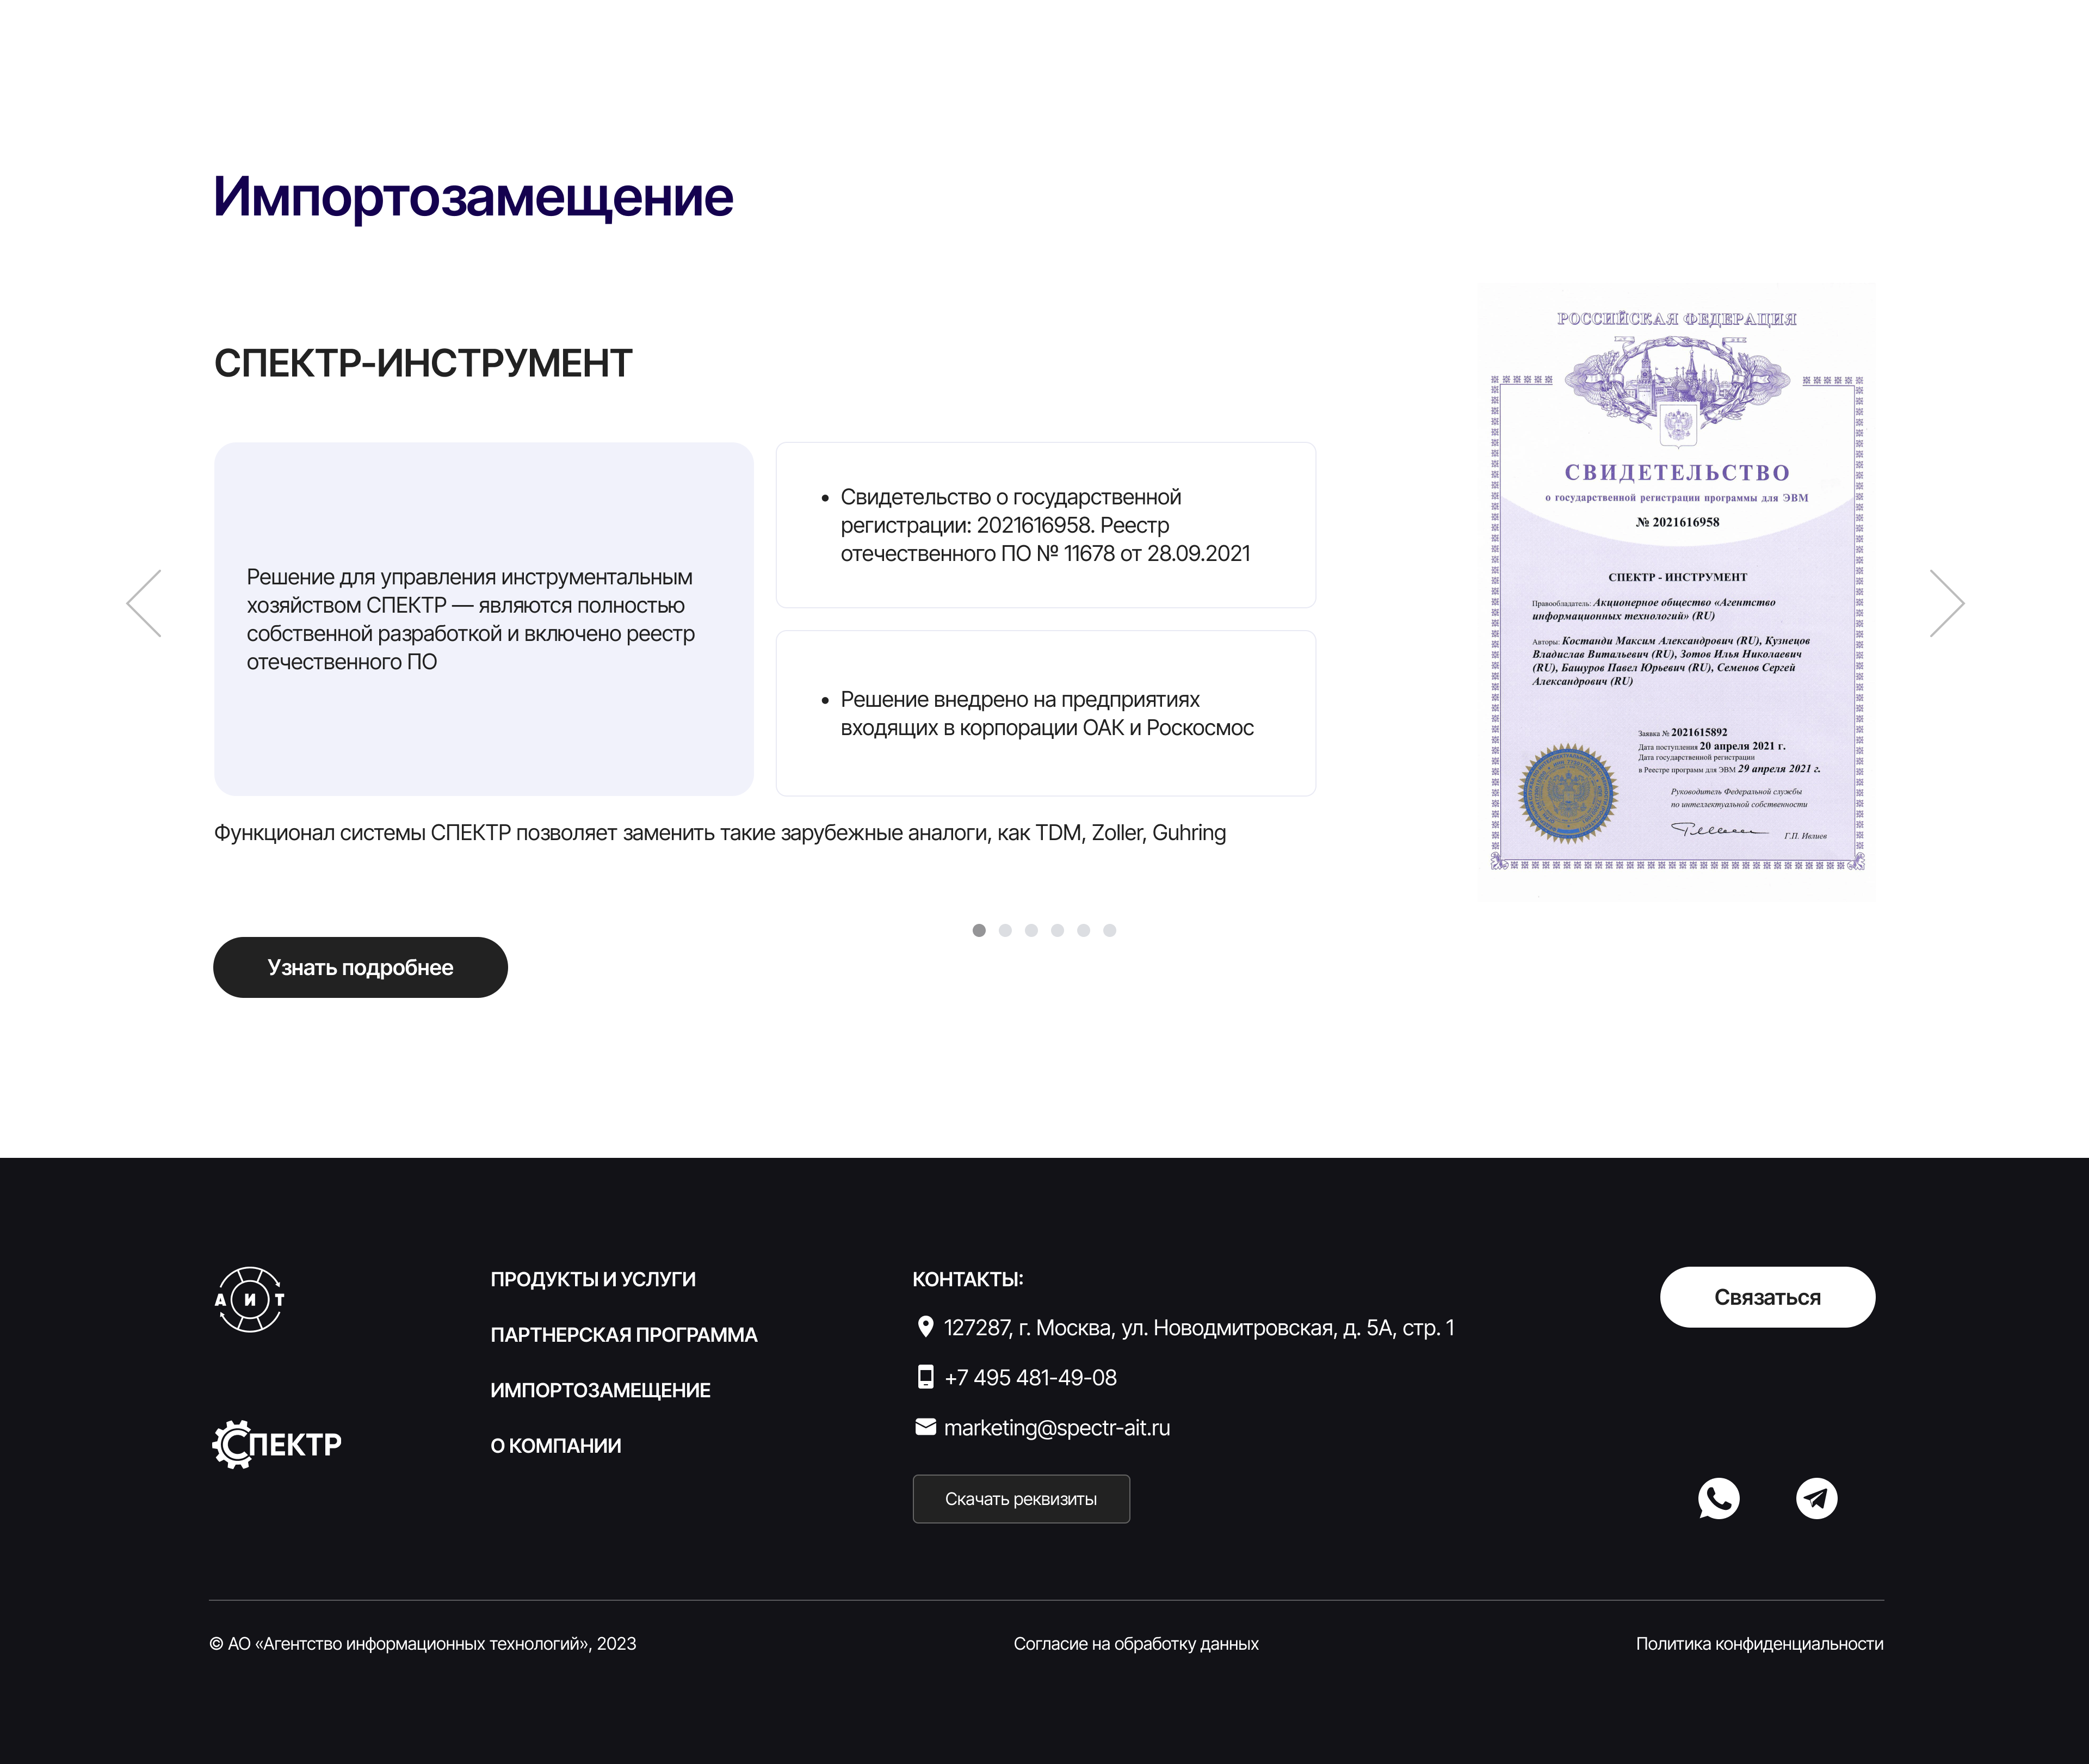 Импортозамещение
СПЕКТР-ИНСТРУМЕНТ
Решение для управления инструментальным
хозяйством СПЕКТР — являются полностью
собственной разработкой и включено реестр
отечественного ПО
• Свидетельство о государственной
регистрации: 2021616958. Реестр
отечественного ПО № 11678 от 28.09.2021
• Решение внедрено на предприятиях
входящих в корпорации ОАК и Роскосмос
Функционал системы СПЕКТР позволяет заменить такие зарубежные аналоги, как TDM, Zoller, Guhring
Узнать подробнее
РОССИЙСКАЯ ФЕДЕРАЦИЯ
СВИДЕТЕЛЬСТВО
о государственной регистрации программы для ЭВМ
№ 2021616958
СПЕКТР - ИНСТРУМЕНТ
Правообладатель: Акционерное общество «Агентство
информационных технологий» (RU)
Авторы: Костанди Максим Александрович (RU), Кузнецов
Владислав Витальевич (RU), Зотов Илья Николаевич
(RU), Башуров Павел Юрьевич (RU), Семенов Сергей
Александрович (RU)
Заявка № 2021615892
Дата поступления 20 апреля 2021 г.
Дата государственной регистрации
в Реестре программ для ЭВМ 29 апреля 2021 г.
Руководитель Федеральной службы
по интеллектуальной собственности
Г.П. Ивлиев
АИТ
СПЕКТР
ПРОДУКТЫ И УСЛУГИ
ПАРТНЕРСКАЯ ПРОГРАММА
ИМПОРТОЗАМЕЩЕНИЕ
О КОМПАНИИ
КОНТАКТЫ:
127287, г. Москва, ул. Новодмитровская, д. 5А, стр. 1
+7 495 481-49-08
marketing@spectr-ait.ru
Скачать реквизиты
Связаться
© АО «Агентство информационных технологий», 2023
Согласие на обработку данных
Политика конфиденциальности